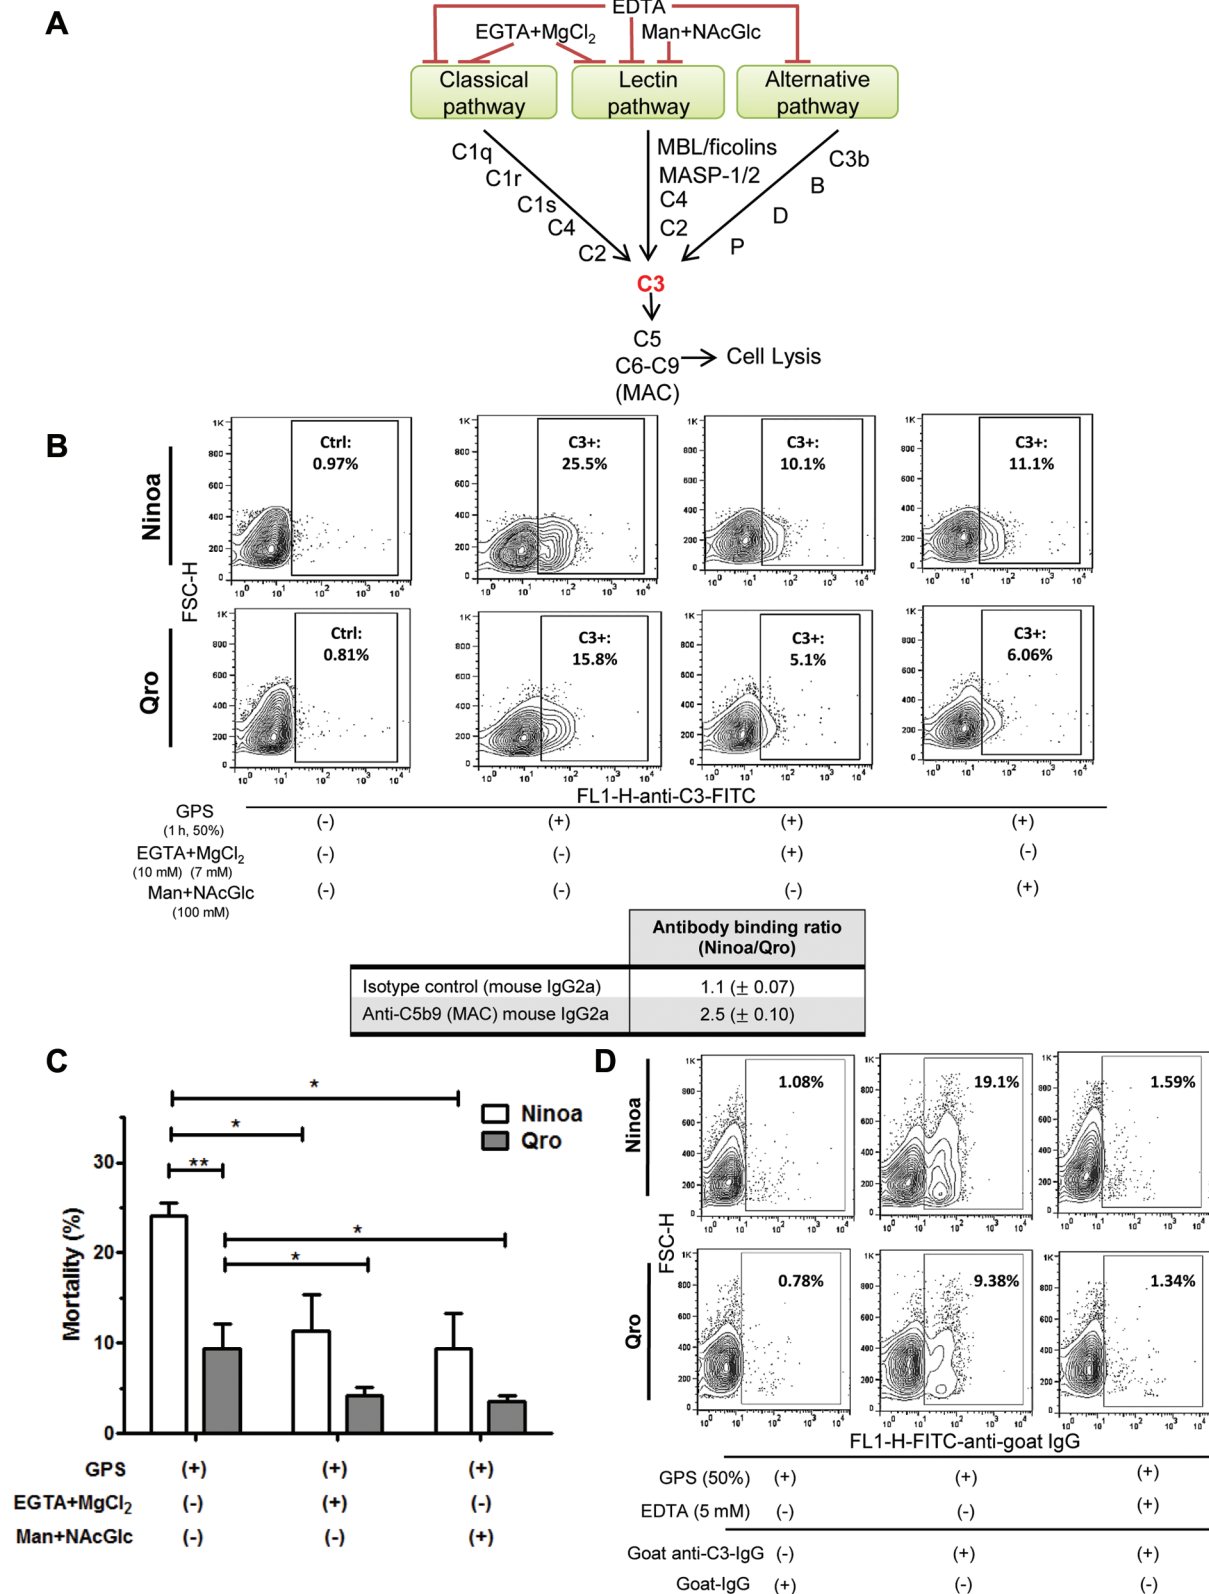 A
EDTA
EGTA+MgCl2 Man+NAcGlc
Classical pathway
Lectin pathway
Alternative pathway
C1q
C1r
C1s
C4
C2
MBL/ficolins
MASP-1/2
C4
C2
C3b
B
D
P
C3
C5
C6-C9
(MAC)
Cell Lysis
B
Ninoa
Qro
FSC-H
Ctrl:
0.97%
C3+:
25.5%
C3+:
10.1%
C3+:
11.1%
Ctrl:
0.81%
C3+:
15.8%
C3+:
5.1%
C3+:
6.06%
FL1-H-anti-C3-FITC
GPS (-) (+) (+) (+)
(1 h, 50%)
EGTA+MgCl2 (-) (-) (+) (-)
(10 mM) (7 mM)
Man+NAcGlc (-) (-) (-) (+)
(100 mM)
Antibody binding ratio
(Ninoa/Qro)
Isotype control (mouse IgG2a) 1.1 (± 0.07)
Anti-C5b9 (MAC) mouse IgG2a 2.5 (± 0.10)
C
Mortality (%)
30
20
10
0
*
*
**
*
*
Ninoa
Qro
GPS (+) (+) (+)
EGTA+MgCl2 (-) (+) (-)
Man+NAcGlc (-) (-) (+)
D
Ninoa
Qro
FSC-H
1.08%
19.1%
1.59%
0.78%
9.38%
1.34%
FL1-H-FITC-anti-goat IgG
GPS (50%) (+) (+) (+)
EDTA (5 mM) (-) (-) (+)
Goat anti-C3-IgG (-) (+) (+)
Goat-IgG (+) (-) (-)